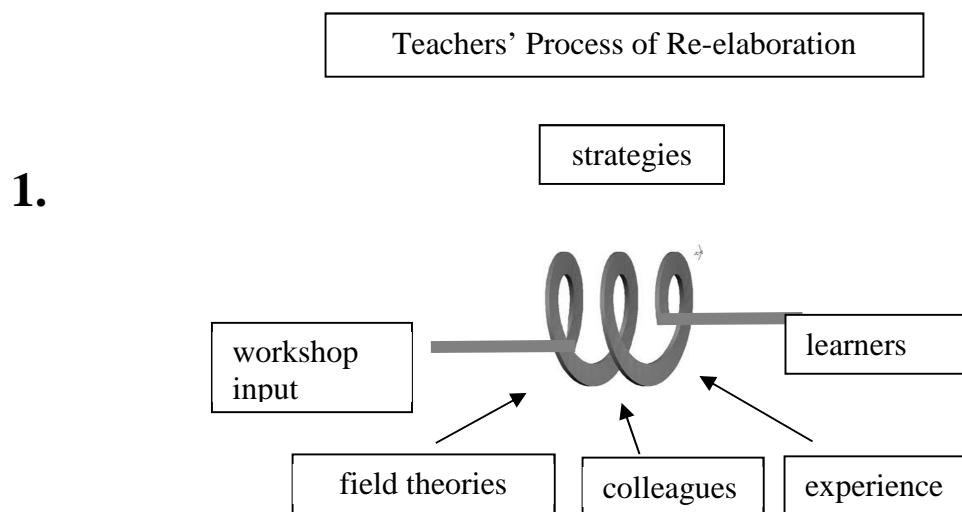 Teachers’ Process of Re-elaboration
strategies
1.
workshop
input
learners
field theories
colleagues
experience